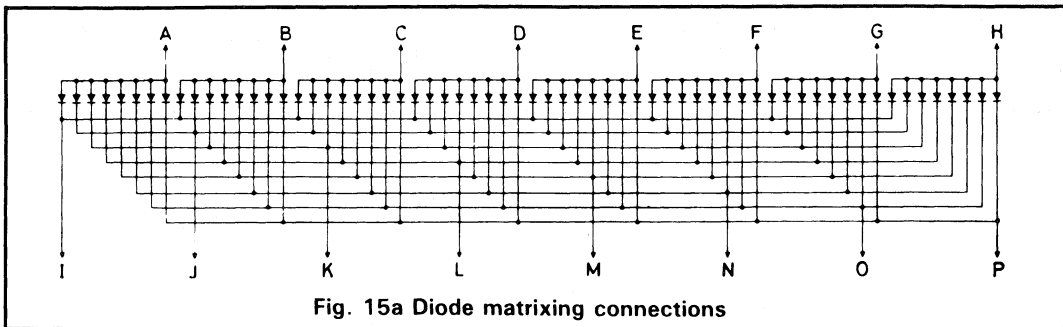 A B C D E F G H
I J K L M N O P
Fig. 15a Diode matrixing connections